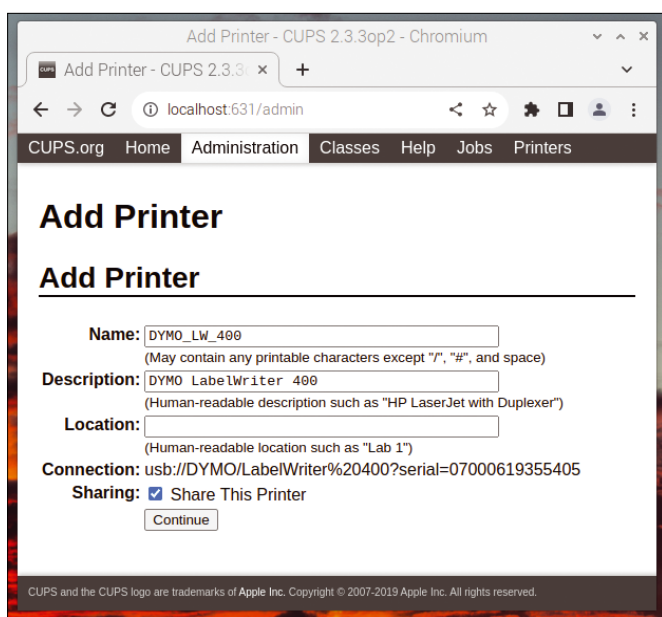 Add Printer - CUPS 2.3.3op2 - Chromium
CUPS Add Printer - CUPS 2.3.3
localhost:631/admin
CUPS.org Home Administration Classes Help Jobs Printers
Add Printer
Add Printer
Name: DYMO_LW_400
(May contain any printable characters except "/", "#", and space)
Description: DYMO LabelWriter 400
(Human-readable description such as "HP LaserJet with Duplexer")
Location:
(Human-readable location such as "Lab 1")
Connection: usb://DYMO/LabelWriter%20400?serial=07000619355405
Sharing: Share This Printer
Continue
CUPS and the CUPS logo are trademarks of Apple Inc. Copyright © 2007-2019 Apple Inc. All rights reserved.